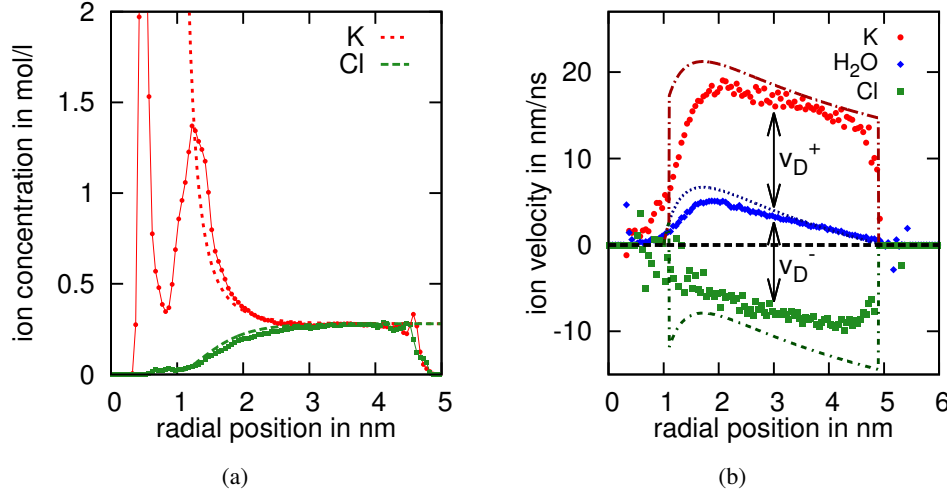 ion concentration in mol/l
2
1.5
1
0.5
0
K
Cl
0 1 2 3 4 5
radial position in nm
(a)
ion velocity in nm/ns
20
10
0
-10
K
H₂O
Cl
v_D⁺
v_D⁻
0 1 2 3 4 5 6
radial position in nm
(b)